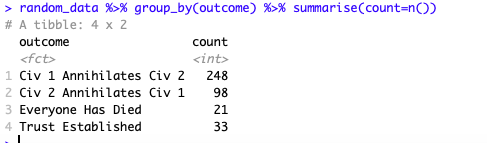 > random_data %>% group_by(outcome) %>% summarise(count=n())
# A tibble: 4 x 2
outcome count
<fct> <int>
1 Civ 1 Annihilates Civ 2 248
2 Civ 2 Annihilates Civ 1 98
3 Everyone Has Died 21
4 Trust Established 33
>